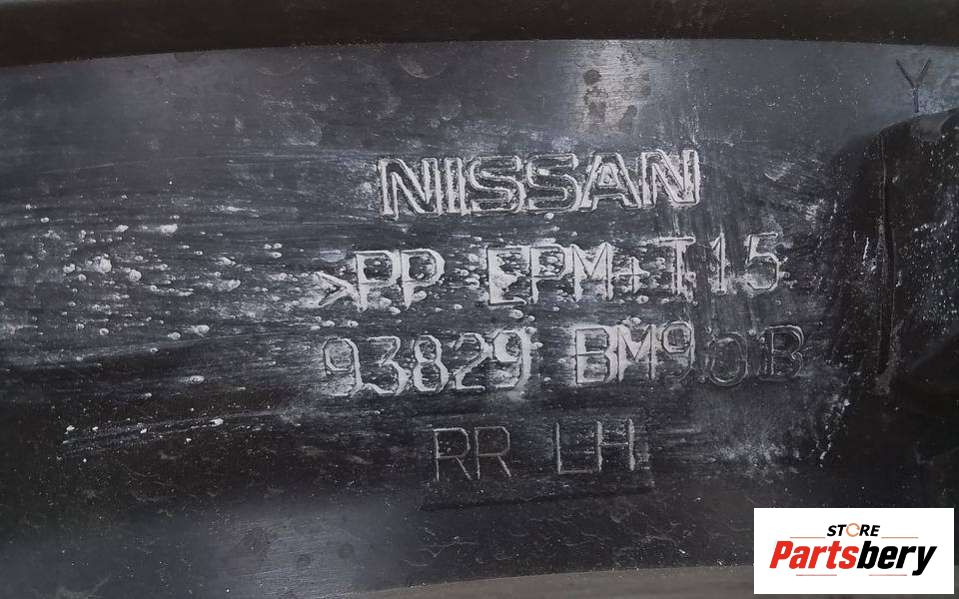 Y
NISSAN
>PP EPM+T15
93829 BM90B
RR LH
STORE
Partsbery